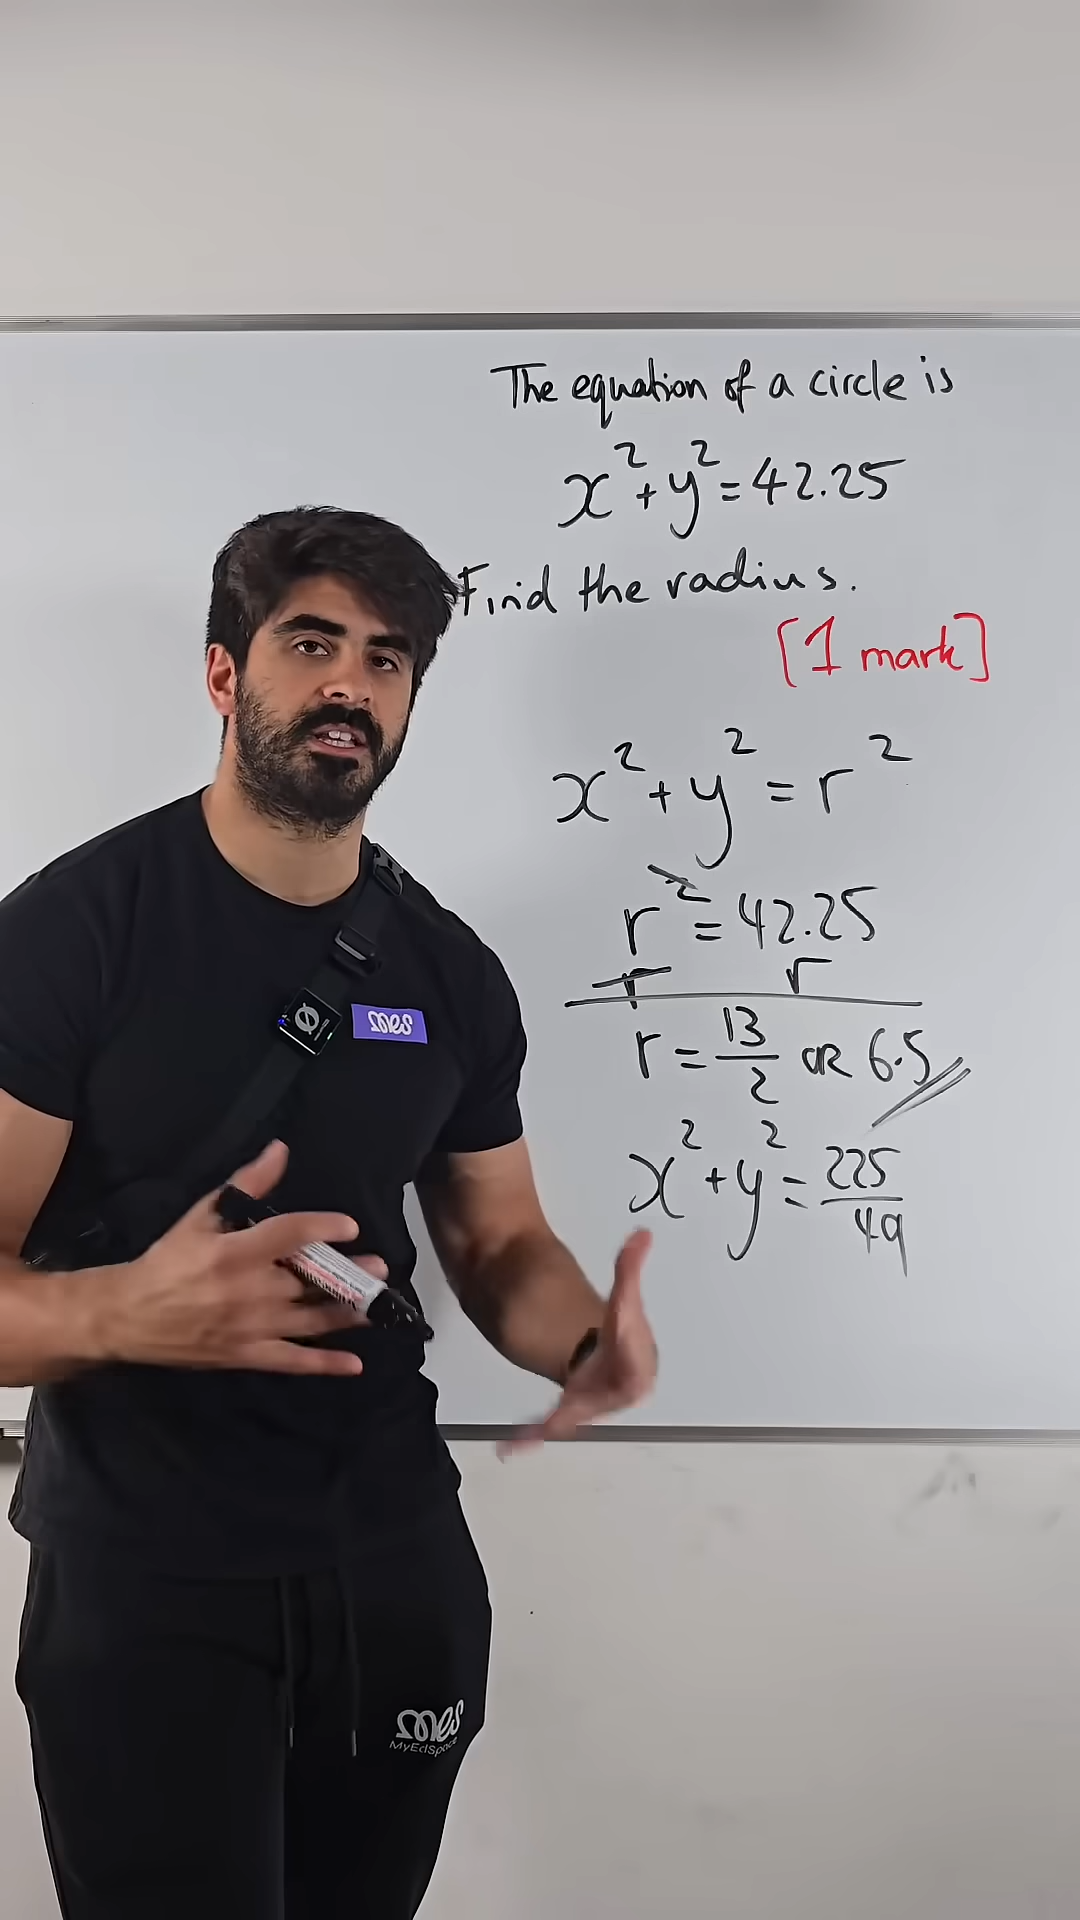 The equation of a circle is
x²+y²=42.25
Find the radius.
[1 mark]
x²+y²=r²
r²=42.25
r r
r=13/2 OR 6.5
x²+y²=225/49
mes
mes
MyEdSpace